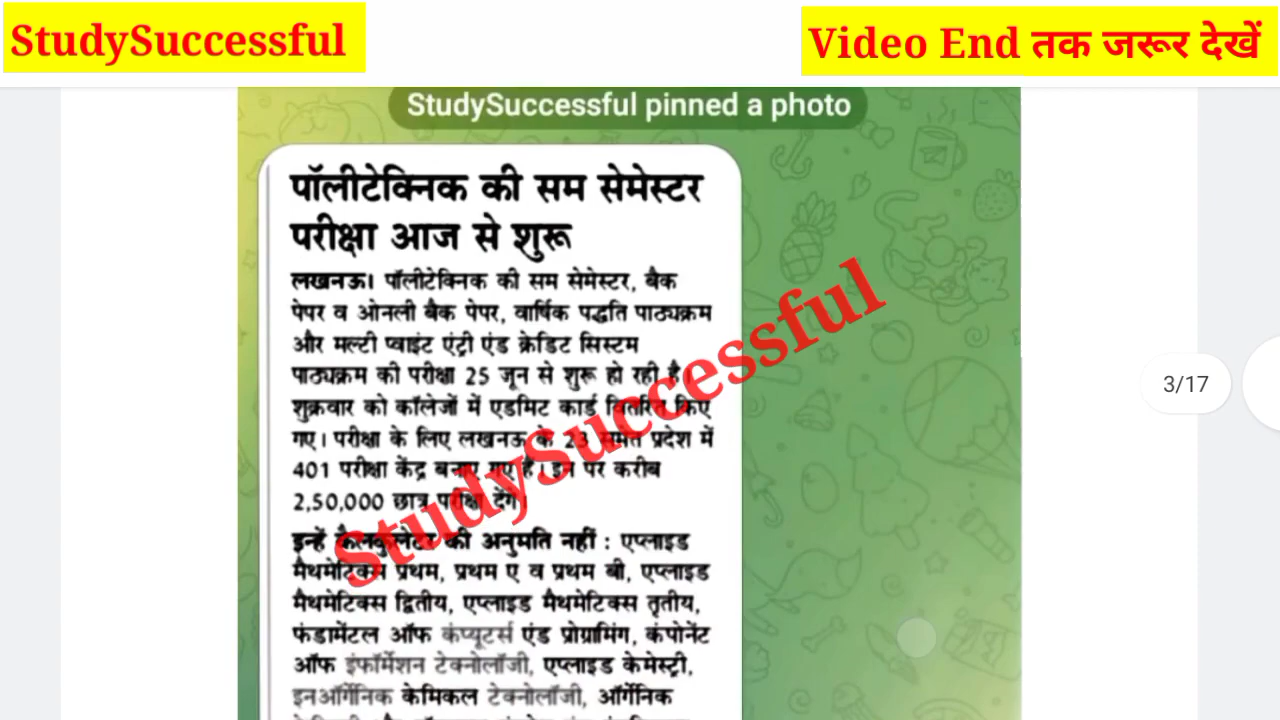 StudySuccessful
Video End तक जरूर देखें
StudySuccessful pinned a photo
पॉलीटेक्निक की सम सेमेस्टर
परीक्षा आज से शुरू
लखनऊ। पॉलीटेक्निक की सम सेमेस्टर, बैक
पेपर व ओनली बैक पेपर, वार्षिक पद्धति पाठ्यक्रम
और मल्टी प्वाइंट एंट्री एंड क्रेडिट सिस्टम
पाठ्यक्रम की परीक्षा 25 जून से शुरू हो रही है।
शुक्रवार को कॉलेजों में एडमिट कार्ड वितरित किए
गए। परीक्षा के लिए लखनऊ के 23 समेत प्रदेश में
401 परीक्षा केंद्र बनाए गए हैं। इन पर करीब
2,50,000 छात्र परीक्षा देंगे।
इन्हें कैलकुलेटर की अनुमति नहीं : एप्लाइड
मैथमेटिक्स प्रथम, प्रथम ए व प्रथम बी, एप्लाइड
मैथमेटिक्स द्वितीय, एप्लाइड मैथमेटिक्स तृतीय,
फंडामेंटल ऑफ कंप्यूटर्स एंड प्रोग्रामिंग, कंपोनेंट
ऑफ इंफॉर्मेशन टेक्नोलॉजी, एप्लाइड केमेस्ट्री,
इनऑर्गेनिक केमिकल टेक्नोलॉजी, ऑर्गेनिक
StudySuccessful
3/17